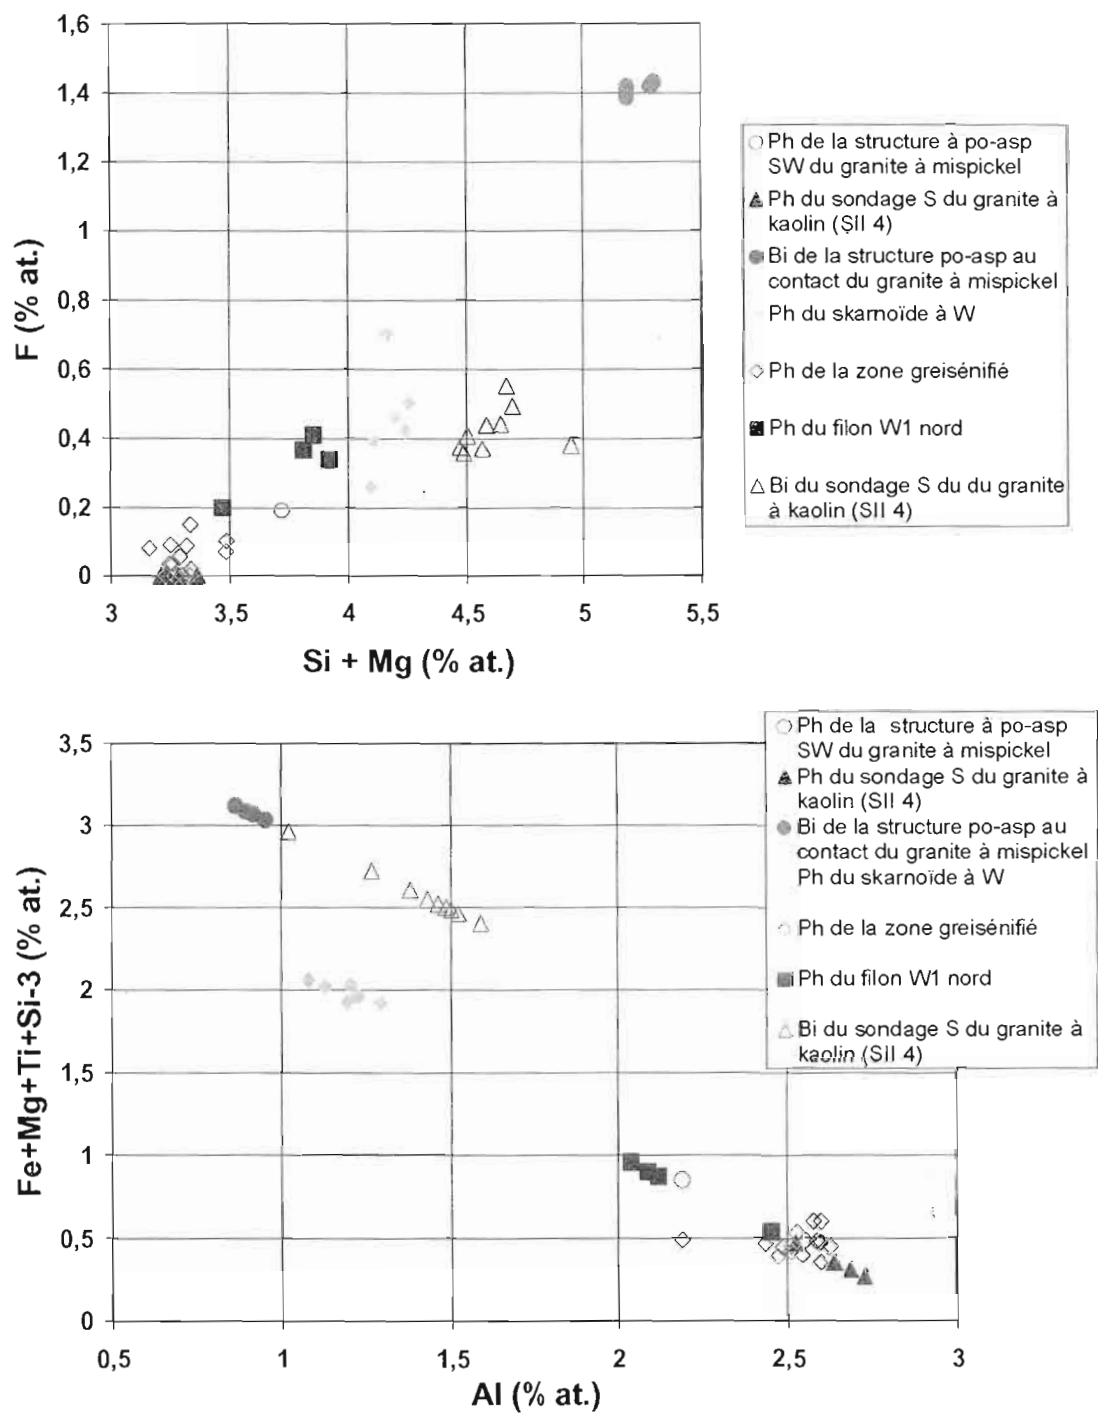 1,6
1,4
1,2
1
0,8
0,6
0,4
0,2
0
F (% at.)
3
3,5
4
4,5
5
5,5
Si + Mg (% at.)
Ph de la structure à po-asp
SW du granite à mispickel
Ph du sondage S du granite à
kaolin (SII 4)
Bi de la structure po-asp au
contact du granite à mispickel
Ph du skarnoïde à W
Ph de la zone greisénifié
Ph du filon W1 nord
Bi du sondage S du du granite
à kaolin (SII 4)
3,5
3
2,5
2
1,5
1
0,5
0
Fe+Mg+Ti+Si-3 (% at.)
0,5
1
1,5
2
2,5
3
Al (% at.)
Ph de la structure à po-asp
SW du granite à mispickel
Ph du sondage S du granite à
kaolin (SII 4)
Bi de la structure po-asp au
contact du granite à mispickel
Ph du skarnoïde à W
Ph de la zone greisénifié
Ph du filon W1 nord
Bi du sondage S du granite à
kaolin (SII 4)